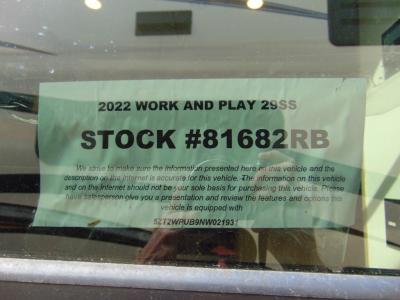 2022 WORK AND PLAY 29SS
STOCK #81682RB
We strive to make sure the information presented here on this vehicle and the
description on the Internet is accurate for this vehicle. The information on this vehicle
and on the Internet should not be your sole basis for purchasing this vehicle. Please
have salesperson give you a presentation and review the features and options this
vehicle is equipped with
5ZT2WPUB9NW021931